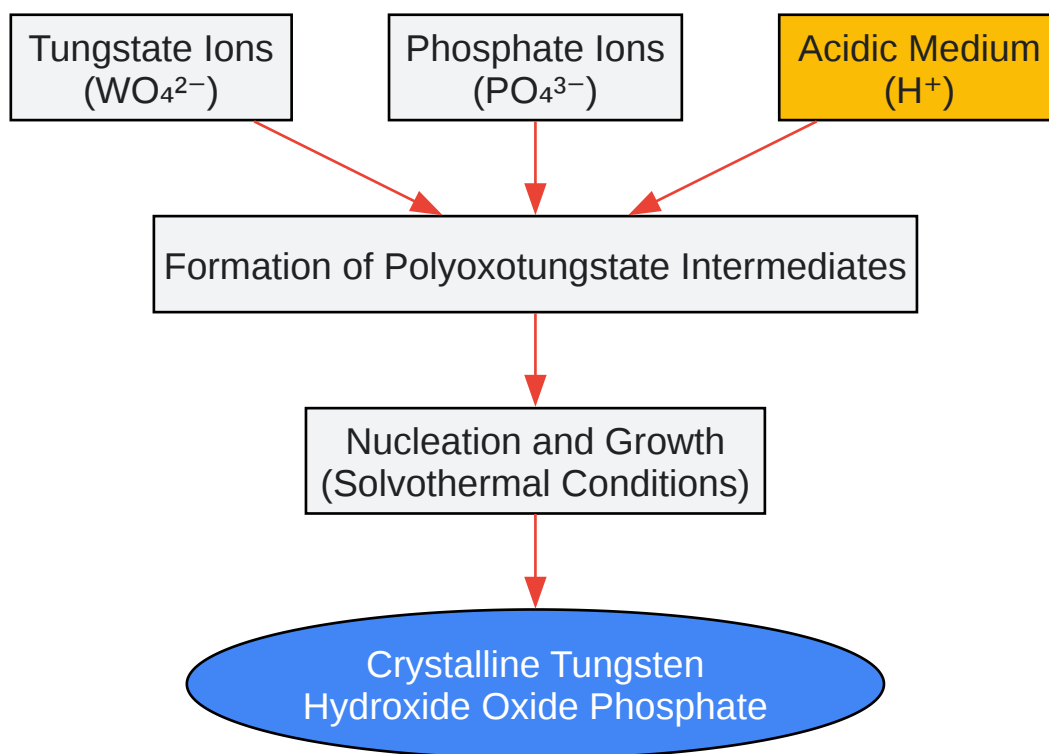 Tungsten Ions
(WO₄²⁻)
Phosphate Ions
(PO₄³⁻)
Acidic Medium
(H⁺)
Formation of Polyoxotungstate Intermediates
Nucleation and Growth
(Solvothermal Conditions)
Crystalline Tungsten
Hydroxide Oxide Phosphate